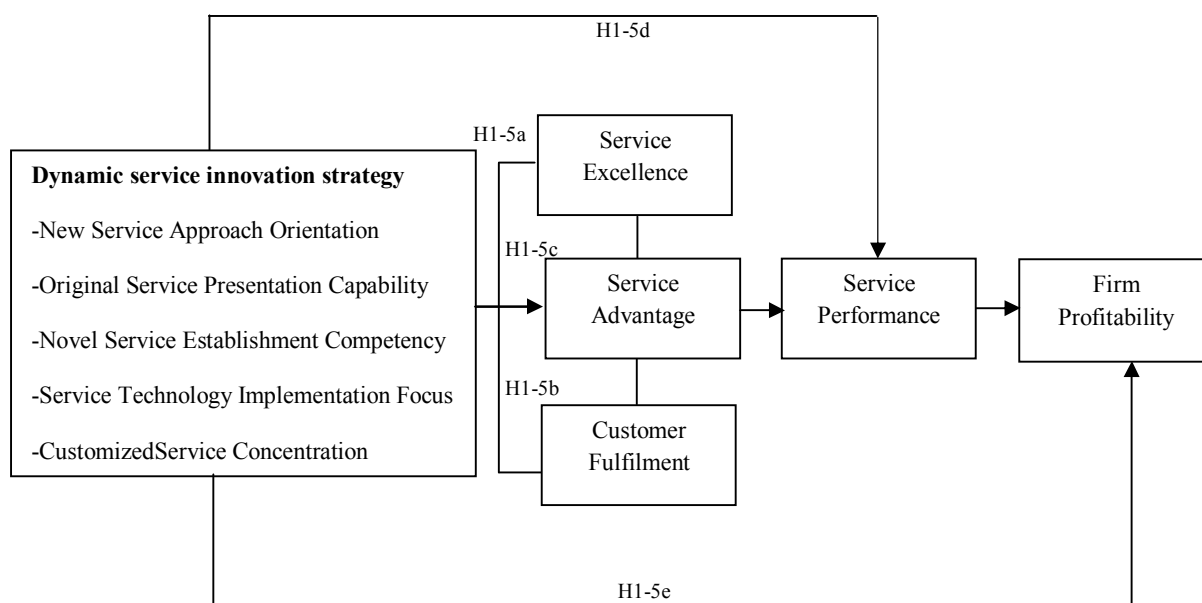 H1-5d
H1-5a
Service
Excellence
Dynamic service innovation strategy
-New Service Approach Orientation
-Original Service Presentation Capability
-Novel Service Establishment Competency
-Service Technology Implementation Focus
-CustomizedService Concentration
H1-5c
Service
Advantage
Service
Performance
Firm
Profitability
H1-5b
Customer
Fulfilment
H1-5e